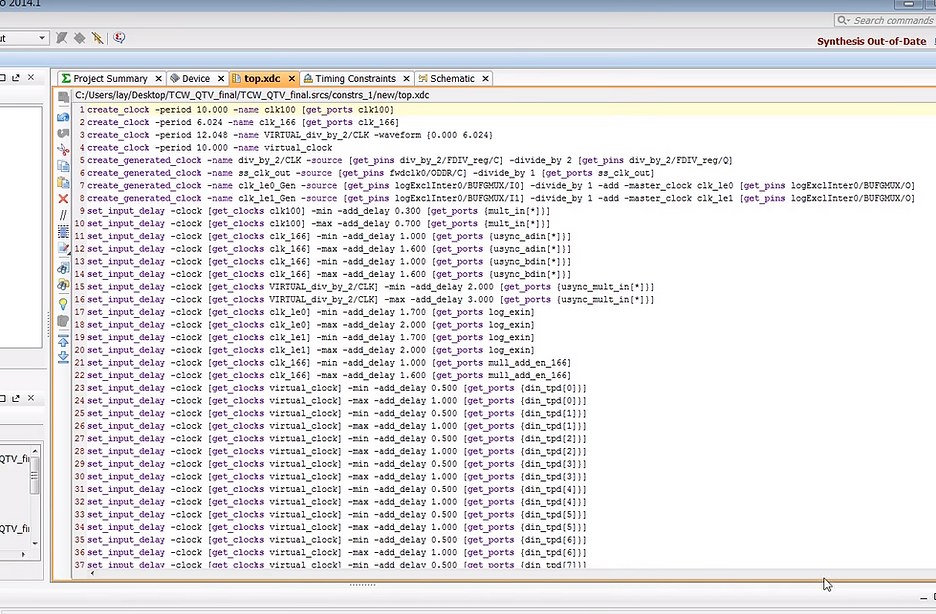 2014.1
Search commands
Synthesis Out-of-Date
Project Summary
Device
top.xdc
Timing Constraints
Schematic
C:/Users/lay/Desktop/TCW_QTV_final/TCW_QTV_final.srcs/constrs_1/new/top.xdc
1 create_clock -period 10.000 -name clk100 [get_ports clk100]
2 create_clock -period 6.024 -name clk_166 [get_ports clk_166]
3 create_clock -period 12.048 -name VIRTUAL_div_by_2/CLK -waveform {0.000 6.024}
4 create_clock -period 10.000 -name virtual_clock
5 create_generated_clock -name div_by_2/CLK -source [get_pins div_by_2/FDIV_reg/C] -divide_by 2 [get_pins div_by_2/FDIV_reg/Q]
6 create_generated_clock -name ss_clk_out -source [get_pins fwdclk0/ODDR/C] -divide_by 1 [get_ports ss_clk_out]
7 create_generated_clock -name clk_le0_Gen -source [get_pins logExclInter0/BUFGMUX/I0] -divide_by 1 -add -master_clock clk_le0 [get_pins logExclInter0/BUFGMUX/O]
8 create_generated_clock -name clk_le1_Gen -source [get_pins logExclInter0/BUFGMUX/I1] -divide_by 1 -add -master_clock clk_le1 [get_pins logExclInter0/BUFGMUX/O]
9 set_input_delay -clock [get_clocks clk100] -min -add_delay 0.300 [get_ports {mult_in[*]}]
10 set_input_delay -clock [get_clocks clk100] -max -add_delay 0.700 [get_ports {mult_in[*]}]
11 set_input_delay -clock [get_clocks clk_166] -min -add_delay 1.000 [get_ports {usync_adin[*]}]
12 set_input_delay -clock [get_clocks clk_166] -max -add_delay 1.600 [get_ports {usync_adin[*]}]
13 set_input_delay -clock [get_clocks clk_166] -min -add_delay 1.000 [get_ports {usync_bdin[*]}]
14 set_input_delay -clock [get_clocks clk_166] -max -add_delay 1.600 [get_ports {usync_bdin[*]}]
15 set_input_delay -clock [get_clocks VIRTUAL_div_by_2/CLK] -min -add_delay 2.000 [get_ports {usync_mult_in[*]}]
16 set_input_delay -clock [get_clocks VIRTUAL_div_by_2/CLK] -max -add_delay 3.000 [get_ports {usync_mult_in[*]}]
17 set_input_delay -clock [get_clocks clk_le0] -min -add_delay 1.700 [get_ports log_exin]
18 set_input_delay -clock [get_clocks clk_le0] -max -add_delay 2.000 [get_ports log_exin]
19 set_input_delay -clock [get_clocks clk_le1] -min -add_delay 1.700 [get_ports log_exin]
20 set_input_delay -clock [get_clocks clk_le1] -max -add_delay 2.000 [get_ports log_exin]
21 set_input_delay -clock [get_clocks clk_166] -min -add_delay 1.000 [get_ports mull_add_en_166]
22 set_input_delay -clock [get_clocks clk_166] -max -add_delay 1.600 [get_ports mull_add_en_166]
23 set_input_delay -clock [get_clocks virtual_clock] -min -add_delay 0.500 [get_ports {din_tpd[0]}]
24 set_input_delay -clock [get_clocks virtual_clock] -max -add_delay 1.000 [get_ports {din_tpd[0]}]
25 set_input_delay -clock [get_clocks virtual_clock] -min -add_delay 0.500 [get_ports {din_tpd[1]}]
26 set_input_delay -clock [get_clocks virtual_clock] -max -add_delay 1.000 [get_ports {din_tpd[1]}]
27 set_input_delay -clock [get_clocks virtual_clock] -min -add_delay 0.500 [get_ports {din_tpd[2]}]
28 set_input_delay -clock [get_clocks virtual_clock] -max -add_delay 1.000 [get_ports {din_tpd[2]}]
29 set_input_delay -clock [get_clocks virtual_clock] -min -add_delay 0.500 [get_ports {din_tpd[3]}]
30 set_input_delay -clock [get_clocks virtual_clock] -max -add_delay 1.000 [get_ports {din_tpd[3]}]
31 set_input_delay -clock [get_clocks virtual_clock] -min -add_delay 0.500 [get_ports {din_tpd[4]}]
32 set_input_delay -clock [get_clocks virtual_clock] -max -add_delay 1.000 [get_ports {din_tpd[4]}]
33 set_input_delay -clock [get_clocks virtual_clock] -min -add_delay 0.500 [get_ports {din_tpd[5]}]
34 set_input_delay -clock [get_clocks virtual_clock] -max -add_delay 1.000 [get_ports {din_tpd[5]}]
35 set_input_delay -clock [get_clocks virtual_clock] -min -add_delay 0.500 [get_ports {din_tpd[6]}]
36 set_input_delay -clock [get_clocks virtual_clock] -max -add_delay 1.000 [get_ports {din_tpd[6]}]
37 set_input_delay -clock [get_clocks virtual_clock] -min -add_delay 0.500 [get_ports {din_tpd[7]}]